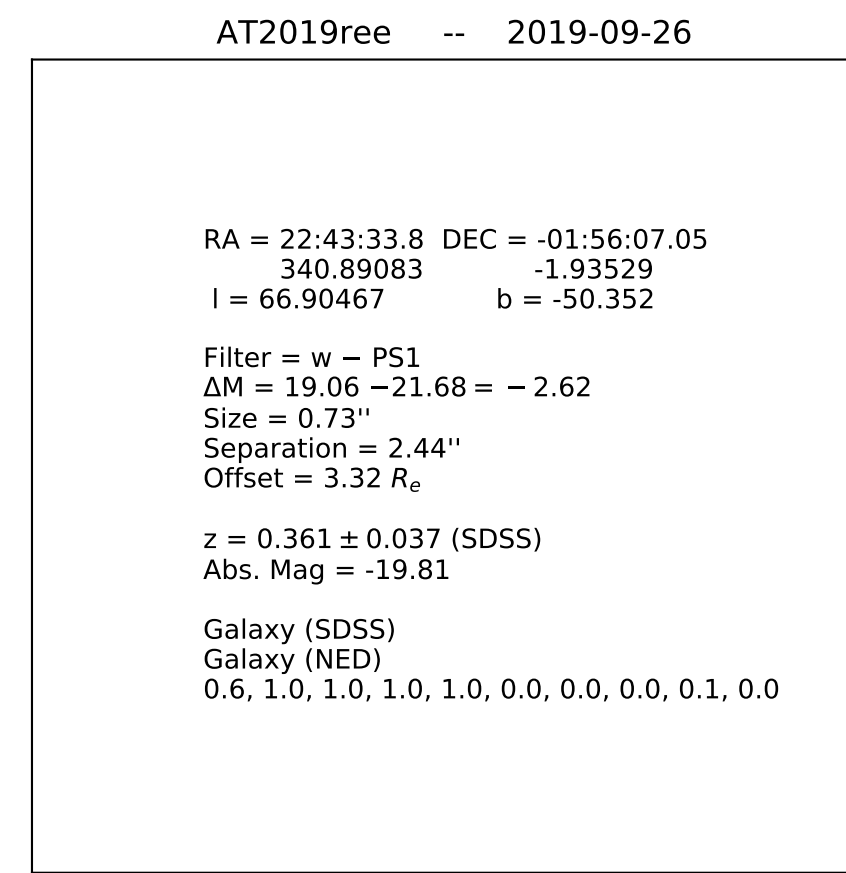 AT2019ree -- 2019-09-26
RA = 22:43:33.8 DEC = -01:56:07.05
340.89083 -1.93529
l = 66.90467 b = -50.352
Filter = w − PS1
ΔM = 19.06 −21.68 = − 2.62
Size = 0.73''
Separation = 2.44''
Offset = 3.32 Rₑ
z = 0.361 ± 0.037 (SDSS)
Abs. Mag = -19.81
Galaxy (SDSS)
Galaxy (NED)
0.6, 1.0, 1.0, 1.0, 1.0, 0.0, 0.0, 0.0, 0.1, 0.0